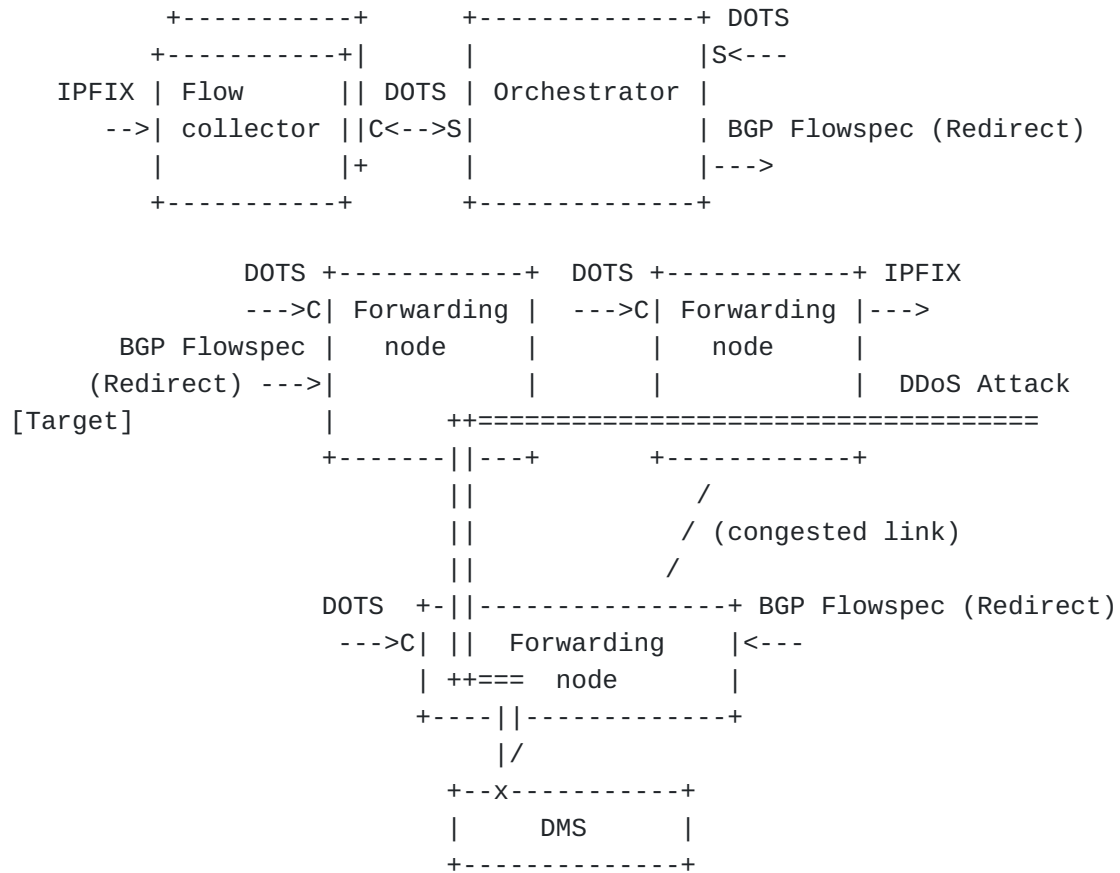 +-----------+      +--------------+ DOTS
         +-----------+|      |              |S<---
   IPFIX | Flow      || DOTS | Orchestrator |
      -->| collector ||C<-->S|              | BGP Flowspec (Redirect)
         |           |+      |              |--->
         +-----------+       +--------------+

               DOTS +------------+  DOTS +------------+ IPFIX
               --->C| Forwarding |  --->C| Forwarding |--->
       BGP Flowspec |   node     |       |   node     |
     (Redirect) --->|            |       |            |  DDoS Attack
[Target]            |       ++====================================
                    +-------||---+       +------------+
                            ||               /
                            ||              / (congested link)
                            ||             /
                    DOTS  +-||----------------+ BGP Flowspec (Redirect)
                     --->C| ||  Forwarding    |<---
                          | ++===  node       |
                          +----||-------------+
                               |/
                            +--x-----------+
                            |     DMS      |
                            +--------------+